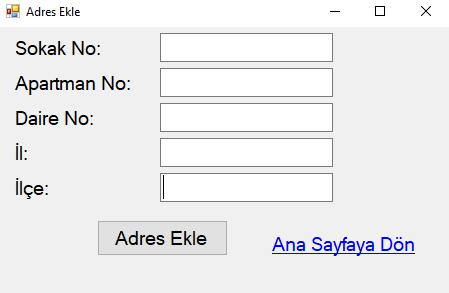 Adres Ekle
Sokak No:
Apartman No:
Daire No:
İl:
İlçe:
Adres Ekle
Ana Sayfaya Dön